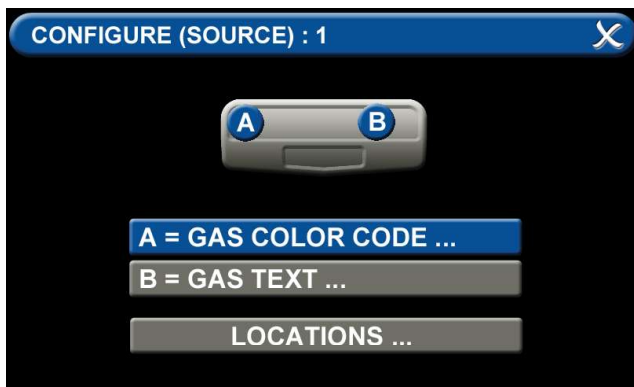 CONFIGURE (SOURCE) : 1
A B
A = GAS COLOR CODE ...
B = GAS TEXT ...
LOCATIONS ...